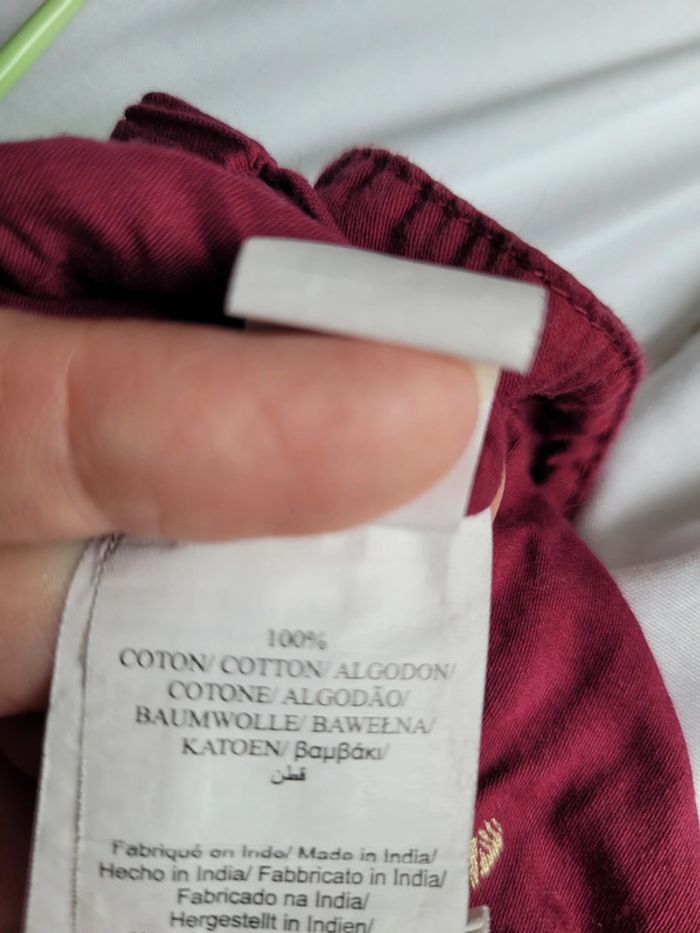 100%
COTON/ COTTON/ ALGODON/
COTONE/ ALGODÃO/
BAUMWOLLE/ BAWEŁNA/
KATOEN/ βαμβάκι/
قطن
Fabriqué en Inde/ Made in India/
Hecho in India/ Fabbricato in India/
Fabricado na India/
Hergestellt in Indien/